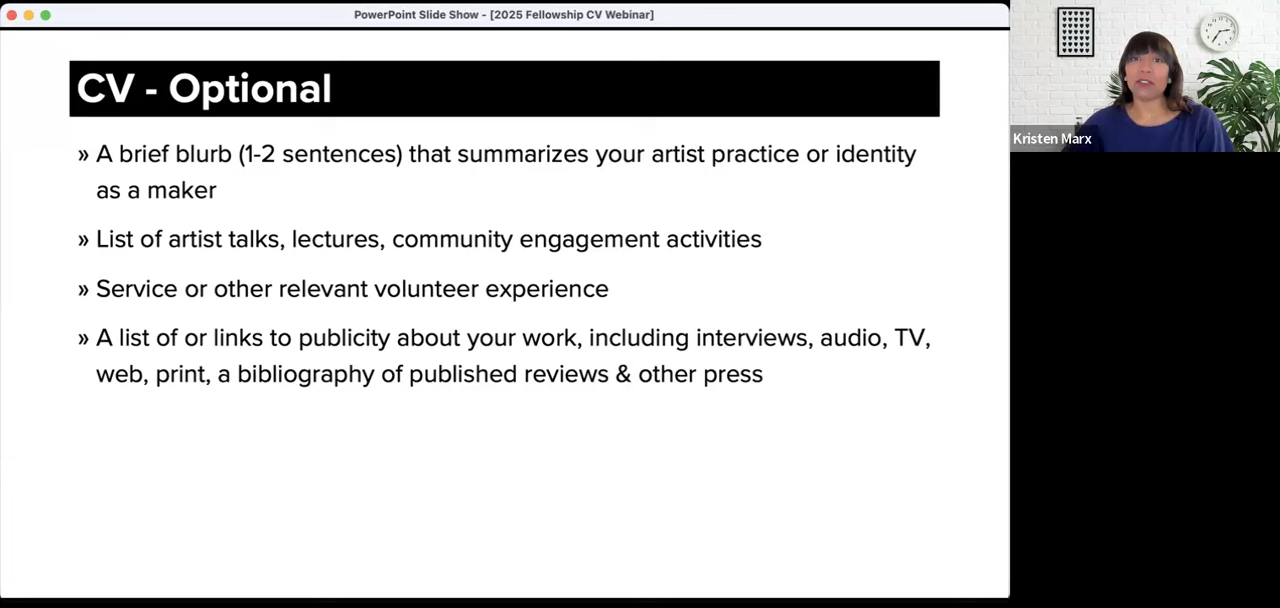 PowerPoint Slide Show - [2025 Fellowship CV Webinar]
CV - Optional
» A brief blurb (1-2 sentences) that summarizes your artist practice or identity
as a maker
» List of artist talks, lectures, community engagement activities
» Service or other relevant volunteer experience
» A list of or links to publicity about your work, including interviews, audio, TV,
web, print, a bibliography of published reviews & other press
Kristen Marx